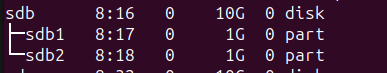 sdb 8:16 0 10G 0 disk
├─sdb1 8:17 0 1G 0 part
└─sdb2 8:18 0 1G 0 part